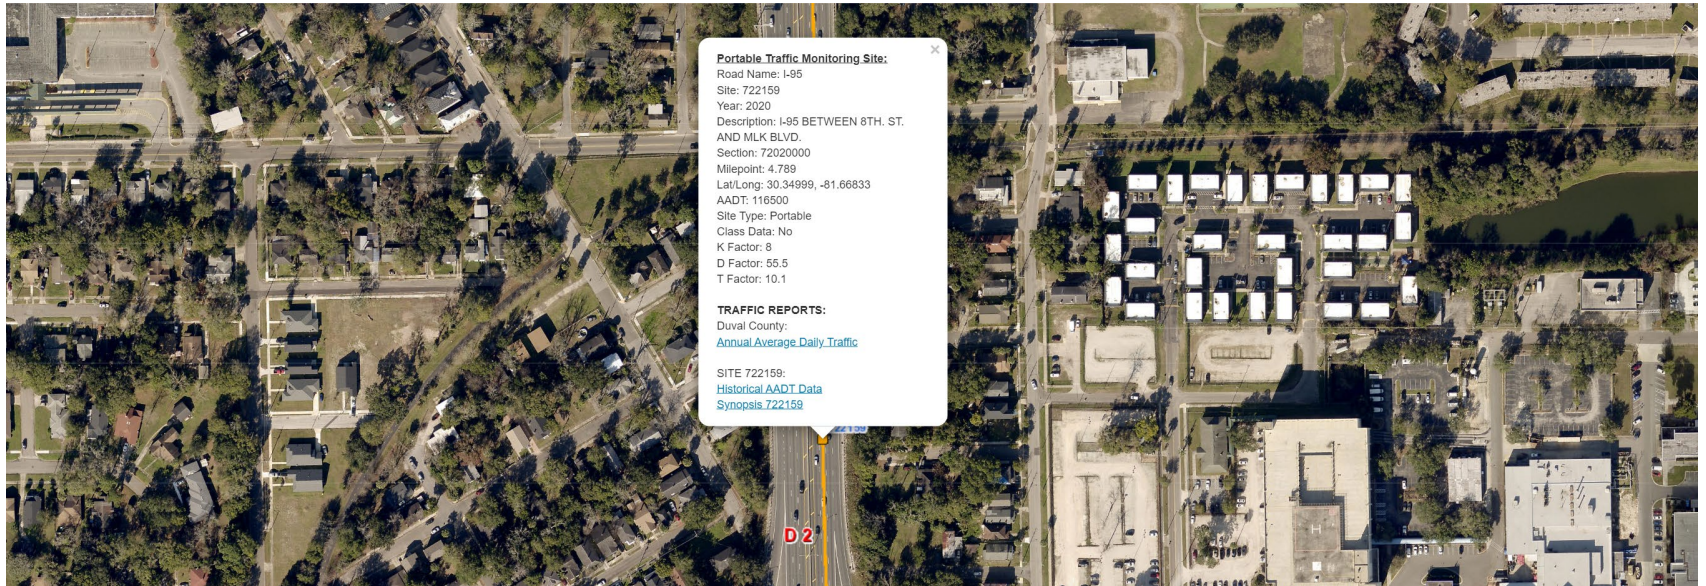 Portable Traffic Monitoring Site:
Road Name: I-95
Site: 722159
Year: 2020
Description: I-95 BETWEEN 8TH. ST.
AND MLK BLVD.
Section: 72020000
Milepoint: 4.789
Lat/Long: 30.34999, -81.66833
AADT: 116500
Site Type: Portable
Class Data: No
K Factor: 8
D Factor: 55.5
T Factor: 10.1
TRAFFIC REPORTS:
Duval County:
Annual Average Daily Traffic
SITE 722159:
Historical AADT Data
Synopsis 722159
722159
D 2
H